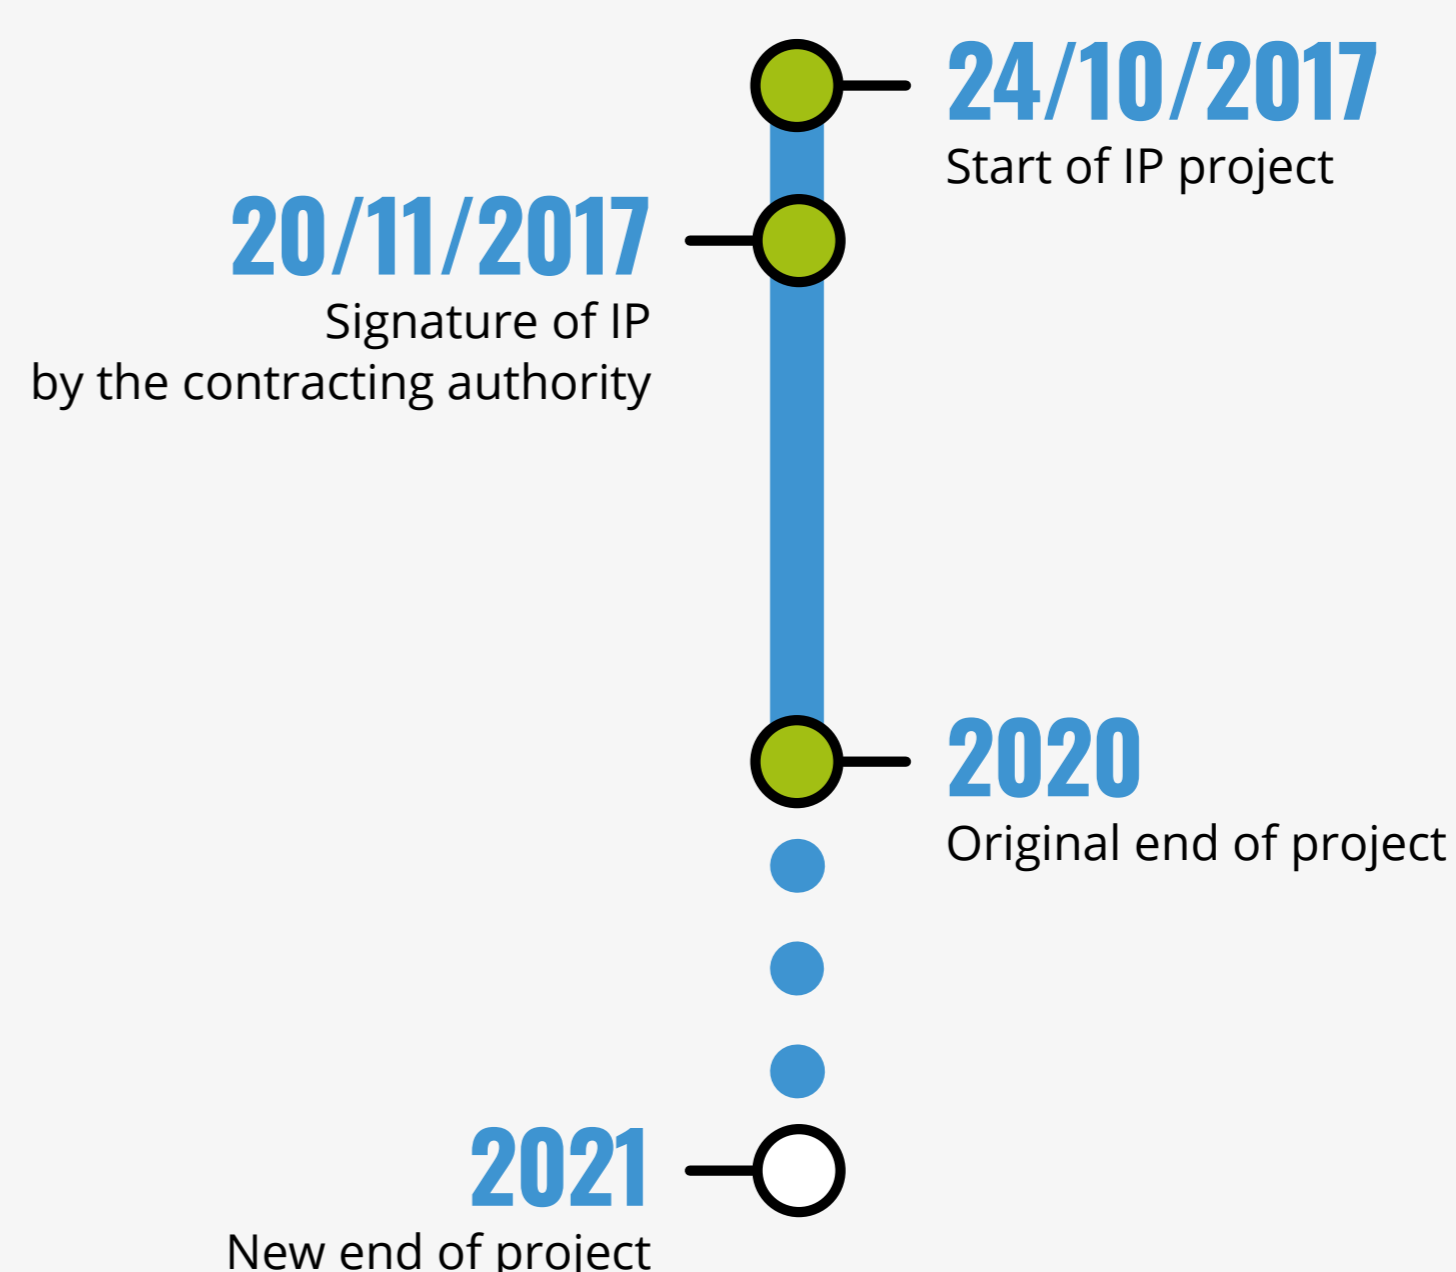 24/10/2017
Start of IP project
20/11/2017
Signature of IP
by the contracting authority
2020
Original end of project
2021
New end of project